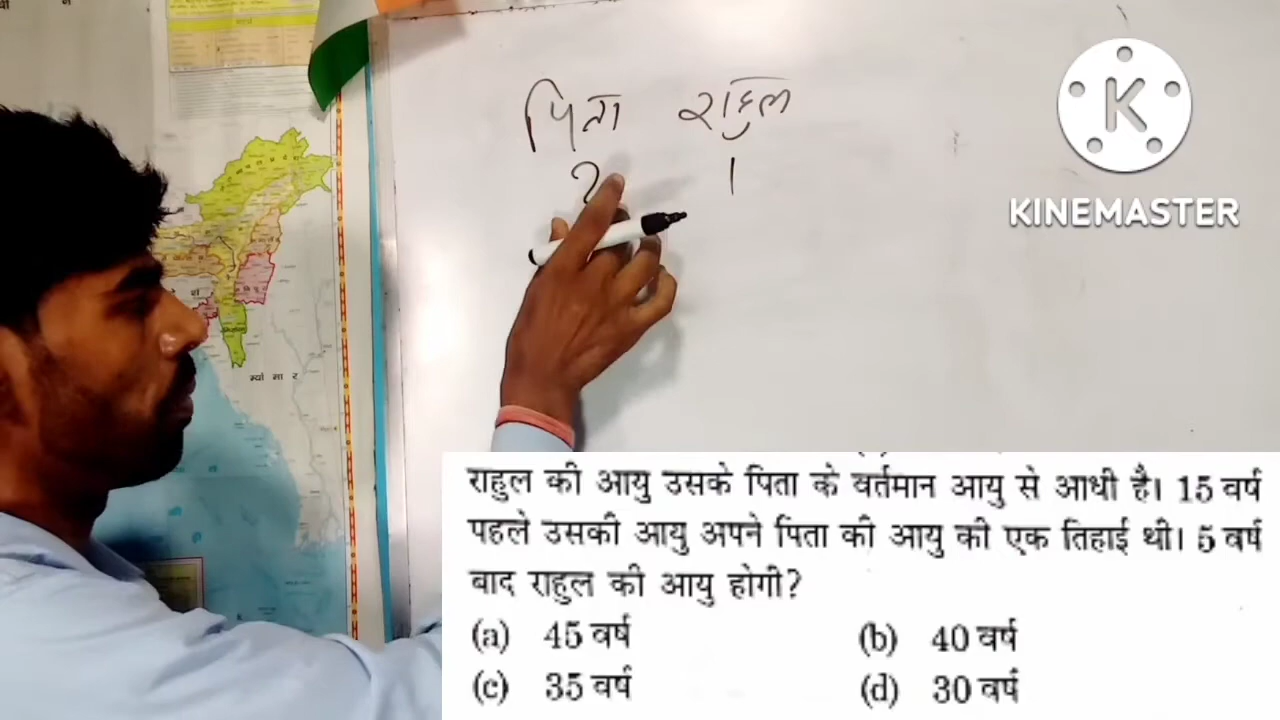 पिता राहुल
2 1
K
KINEMASTER
म्यांमार
राहुल की आयु उसके पिता के वर्तमान आयु से आधी है। 15 वर्ष
पहले उसकी आयु अपने पिता की आयु की एक तिहाई थी। 5 वर्ष
बाद राहुल की आयु होगी?
(a) 45 वर्ष (b) 40 वर्ष
(c) 35 वर्ष (d) 30 वर्ष